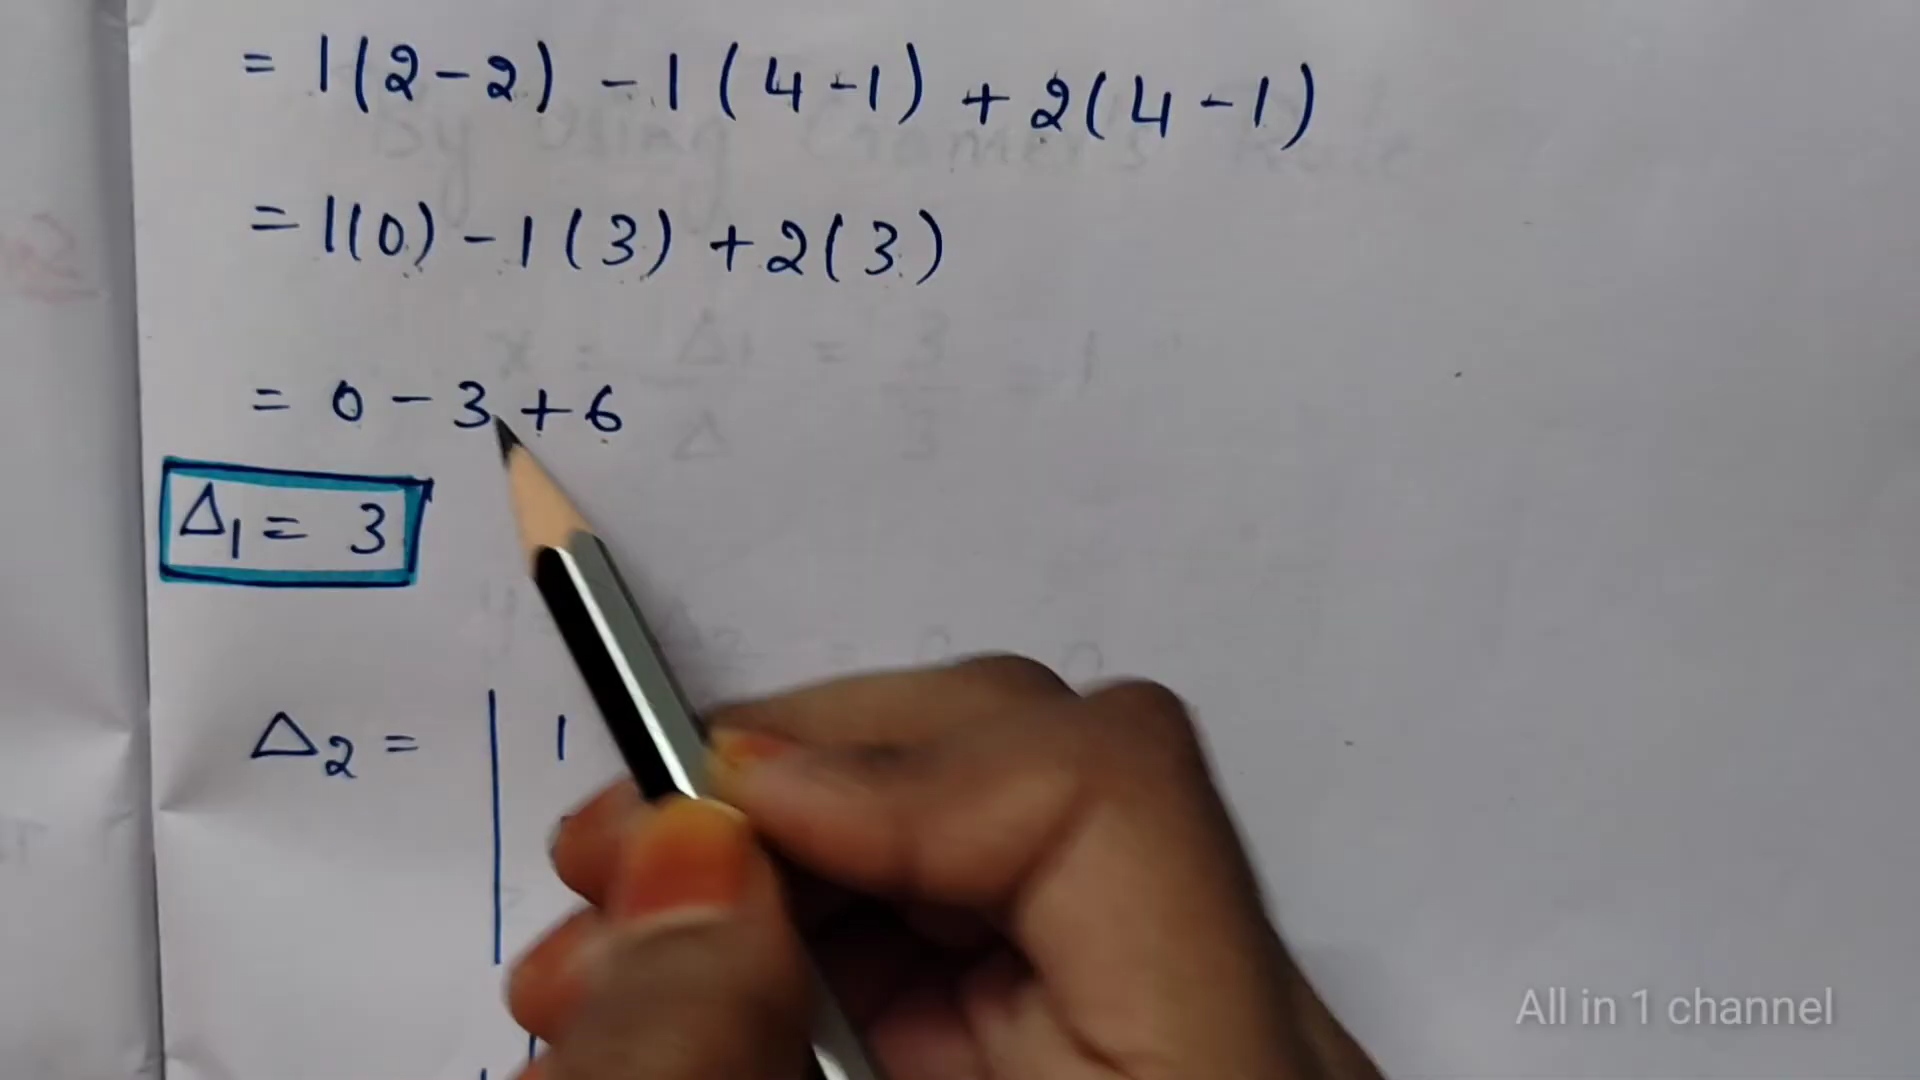 = 1(2-2) -1(4-1) +2(4-1)
= 1(0) -1(3) +2(3)
= 0 - 3 + 6
Δ₁ = 3
Δ₂ = | 1
All in 1 channel